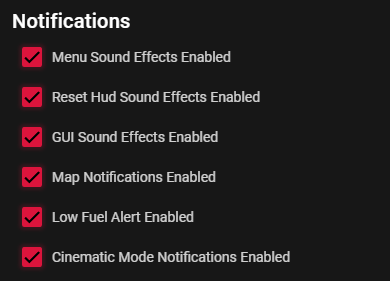 Notifications
Menu Sound Effects Enabled
Reset Hud Sound Effects Enabled
GUI Sound Effects Enabled
Map Notifications Enabled
Low Fuel Alert Enabled
Cinematic Mode Notifications Enabled